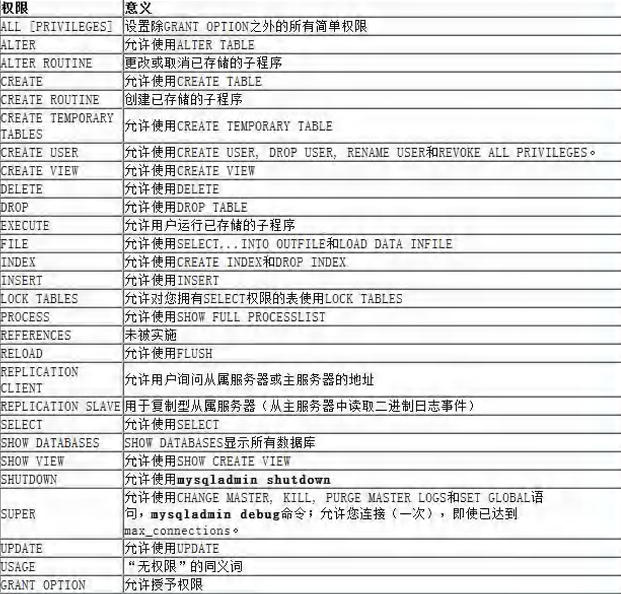 权限 意义
ALL [PRIVILEGES] 设置除GRANT OPTION之外的所有简单权限
ALTER 允许使用ALTER TABLE
ALTER ROUTINE 更改或取消已存储的子程序
CREATE 允许使用CREATE TABLE
CREATE ROUTINE 创建已存储的子程序
CREATE TEMPORARY
TABLES
允许使用CREATE TEMPORARY TABLE
CREATE USER 允许使用CREATE USER, DROP USER, RENAME USER和REVOKE ALL PRIVILEGES。
CREATE VIEW 允许使用CREATE VIEW
DELETE 允许使用DELETE
DROP 允许使用DROP TABLE
EXECUTE 允许用户运行已存储的子程序
FILE 允许使用SELECT...INTO OUTFILE和LOAD DATA INFILE
INDEX 允许使用CREATE INDEX和DROP INDEX
INSERT 允许使用INSERT
LOCK TABLES 允许对您拥有SELECT权限的表使用LOCK TABLES
PROCESS 允许使用SHOW FULL PROCESSLIST
REFERENCES 未被实施
RELOAD 允许使用FLUSH
REPLICATION
CLIENT
允许用户询问从属服务器或主服务器的地址
REPLICATION SLAVE 用于复制型从属服务器（从主服务器中读取二进制日志事件）
SELECT 允许使用SELECT
SHOW DATABASES SHOW DATABASES显示所有数据库
SHOW VIEW 允许使用SHOW CREATE VIEW
SHUTDOWN 允许使用mysqladmin shutdown
SUPER
允许使用CHANGE MASTER, KILL, PURGE MASTER LOGS和SET GLOBAL语
句，mysqladmin debug命令；允许您连接（一次），即使已达到
max_connections。
UPDATE 允许使用UPDATE
USAGE “无权限”的同义词
GRANT OPTION 允许授予权限